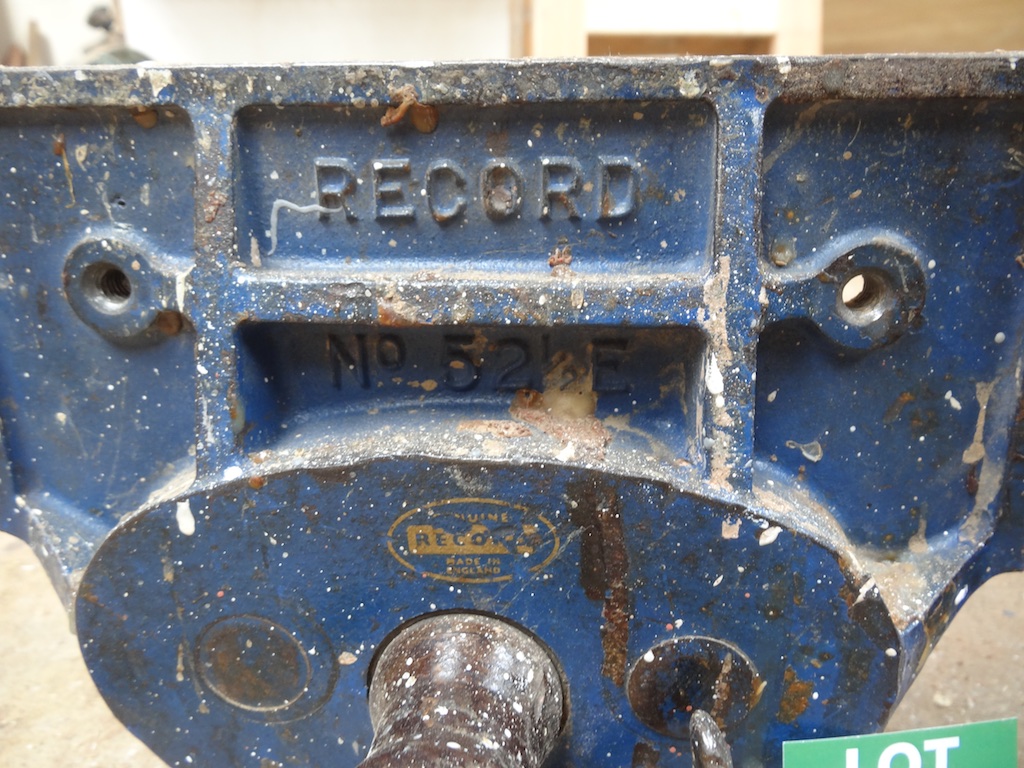 RECORD
No 52½E
GENUINE
RECORD
MADE IN
ENGLAND
LOT